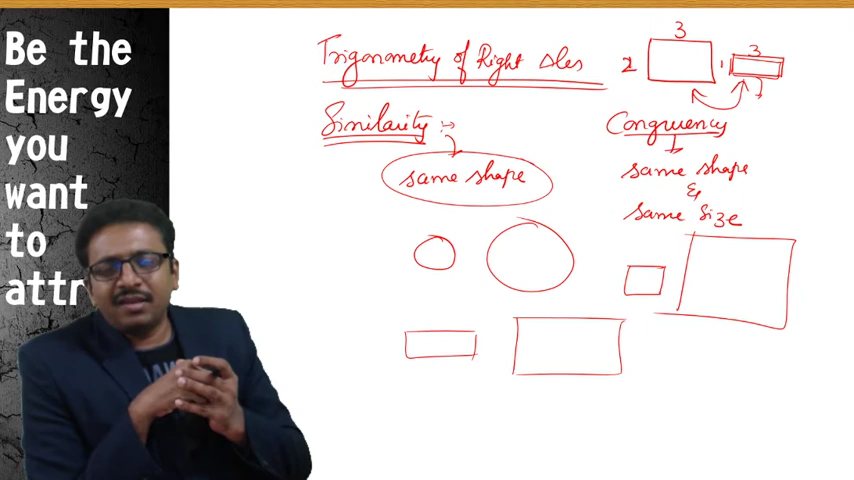 Be the
Energy
you
want
to
attr
Trigonometry of Right Δles
3
2
3
1
Similarity :→
same shape
Congruency
same shape
&
same size